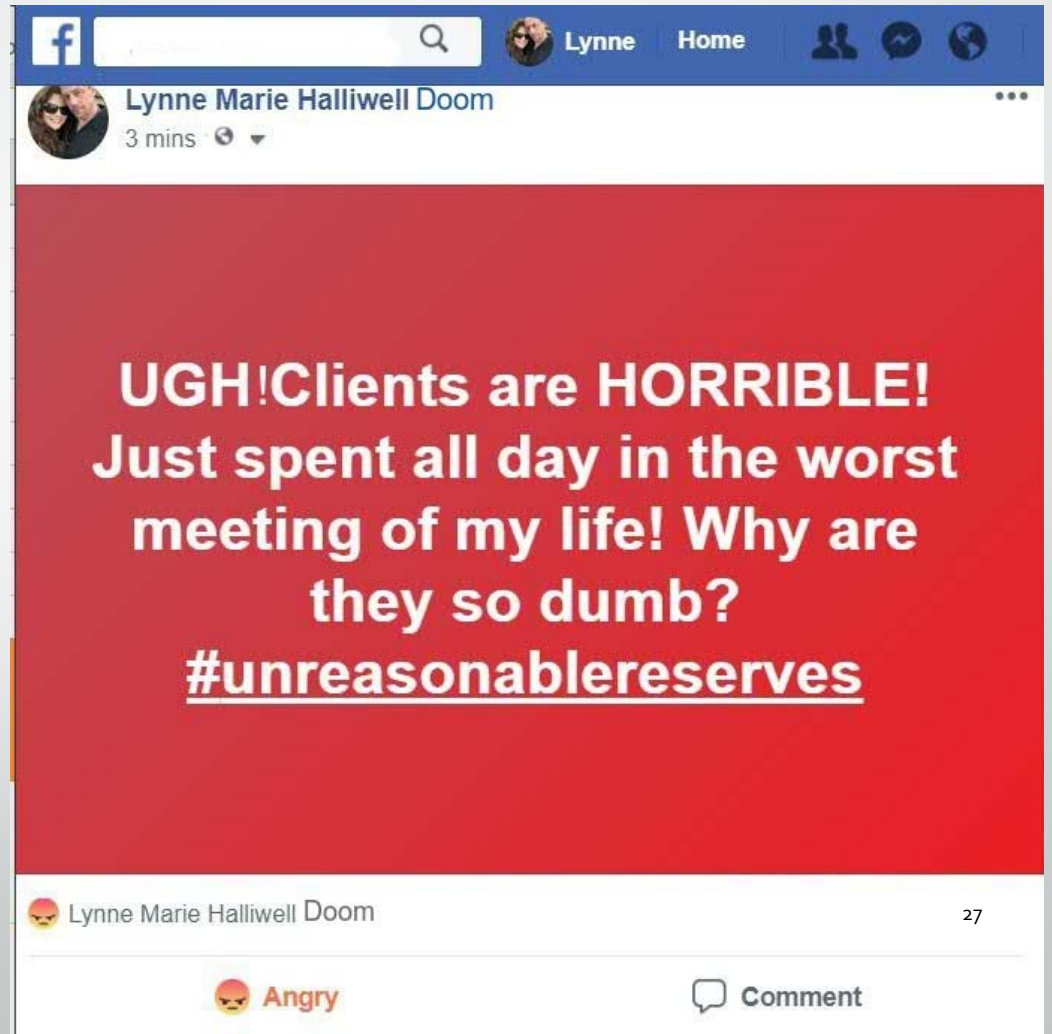 f Lynne Home
Lynne Marie Halliwell Doom
3 mins
UGH!Clients are HORRIBLE!
Just spent all day in the worst
meeting of my life! Why are
they so dumb?
#unreasonablereserves
Lynne Marie Halliwell Doom 27
Angry Comment